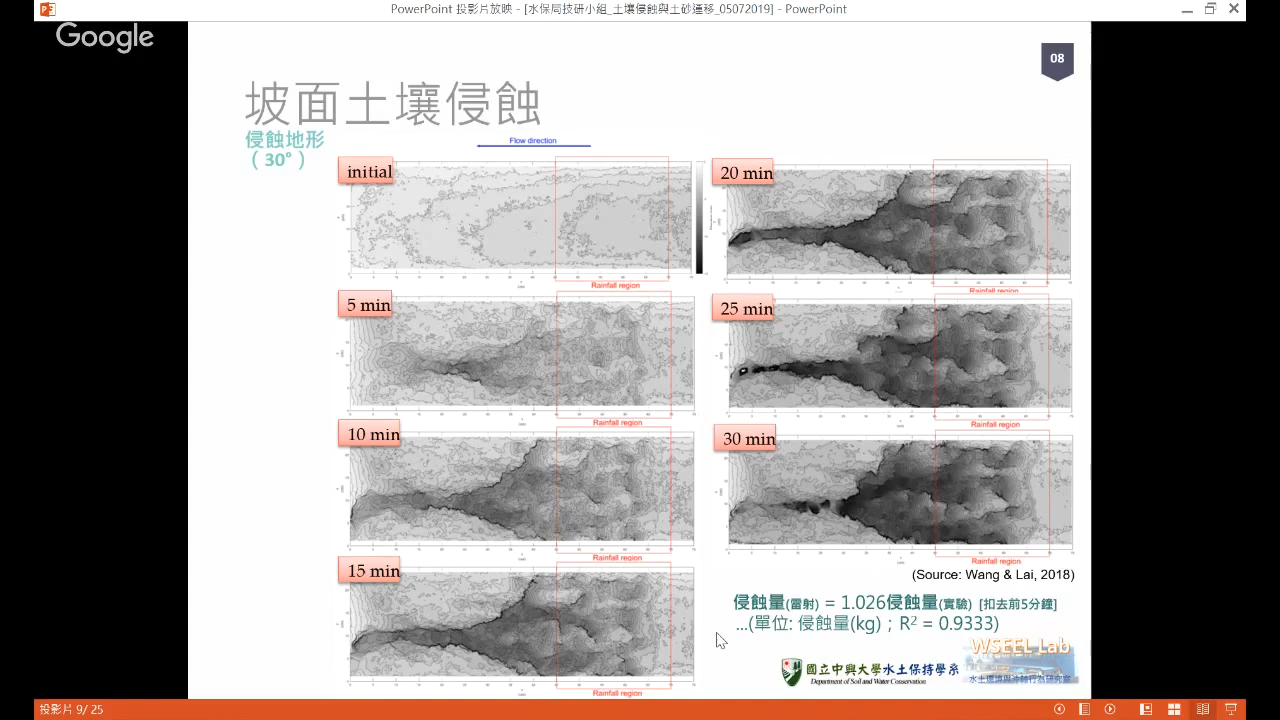 PowerPoint 投影片放映 - [水保局技研小組_土壤侵蝕與土砂運移_05072019] - PowerPoint
Google
08
坡面土壤侵蝕
侵蝕地形
( 30° )
Flow direction
initial
Rainfall region
5 min
Rainfall region
10 min
Rainfall region
15 min
Rainfall region
20 min
Rainfall region
25 min
Rainfall region
30 min
Rainfall region
(Source: Wang & Lai, 2018)
侵蝕量(雷射) = 1.026侵蝕量(實驗) [扣去前5分鐘]
...(單位: 侵蝕量(kg)；R² = 0.9333)
國立中興大學水土保持學系
Department of Soil and Water Conservation
WSEEL Lab
投影片 9/ 25